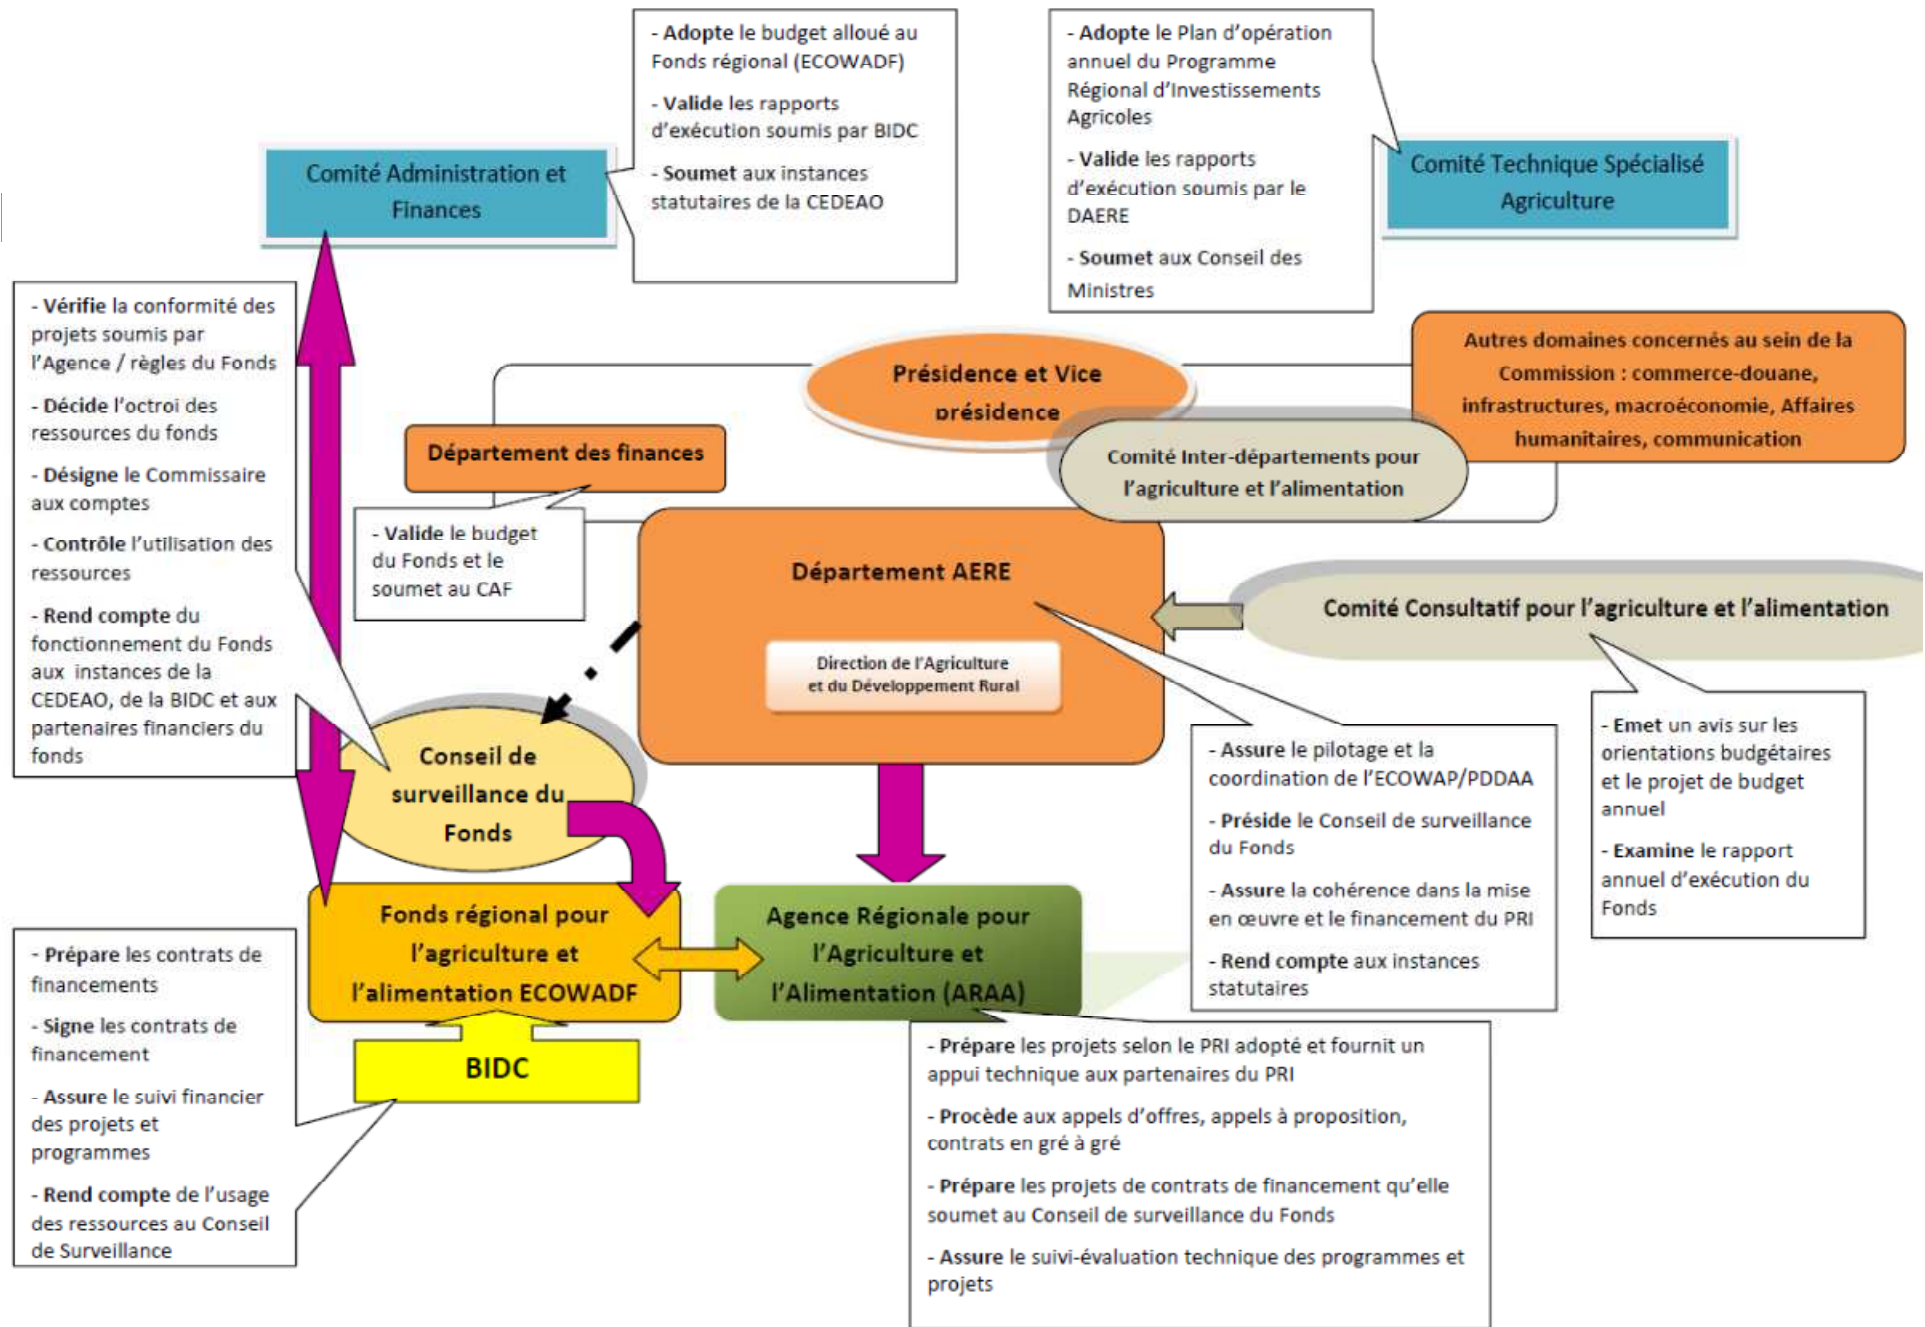 - Adopte le budget alloué au
Fonds régional (ECOWADF)
- Valide les rapports
d'exécution soumis par BIDC
- Soumet aux instances
statutaires de la CEDEAO
- Adopte le Plan d'opération
annuel du Programme
Régional d'Investissements
Agricoles
- Valide les rapports
d'exécution soumis par le
DAERE
- Soumet aux Conseil des
Ministres
Comité Administration et
Finances
Comité Technique Spécialisé
Agriculture
- Vérifie la conformité des
projets soumis par
l'Agence / règles du Fonds
- Décide l'octroi des
ressources du fonds
- Désigne le Commissaire
aux comptes
- Contrôle l'utilisation des
ressources
- Rend compte du
fonctionnement du Fonds
aux instances de la
CEDEAO, de la BIDC et aux
partenaires financiers du
fonds
Présidence et Vice
présidence
Autres domaines concernés au sein de la
Commission : commerce-douane,
infrastructures, macroéconomie, Affaires
humanitaires, communication
Département des finances
Comité Inter-départements pour
l'agriculture et l'alimentation
- Valide le budget
du Fonds et le
soumet au CAF
Département AERE
Direction de l'Agriculture
et du Développement Rural
Comité Consultatif pour l'agriculture et l'alimentation
- Emet un avis sur les
orientations budgétaires
et le projet de budget
annuel
- Examine le rapport
annuel d'exécution du
Fonds
- Assure le pilotage et la
coordination de l'ECOWAP/PDDAA
- Préside le Conseil de surveillance
du Fonds
- Assure la cohérence dans la mise
en œuvre et le financement du PRI
- Rend compte aux instances
statutaires
Conseil de
surveillance du
Fonds
Fonds régional pour
l'agriculture et
l'alimentation ECOWADF
Agence Régionale pour
l'Agriculture et
l'Alimentation (ARAA)
BIDC
- Prépare les contrats de
financements
- Signe les contrats de
financement
- Assure le suivi financier
des projets et
programmes
- Rend compte de l'usage
des ressources au Conseil
de Surveillance
- Prépare les projets selon le PRI adopté et fournit un
appui technique aux partenaires du PRI
- Procède aux appels d'offres, appels à proposition,
contrats en gré à gré
- Prépare les projets de contrats de financement qu'elle
soumet au Conseil de surveillance du Fonds
- Assure le suivi-évaluation technique des programmes et
projets